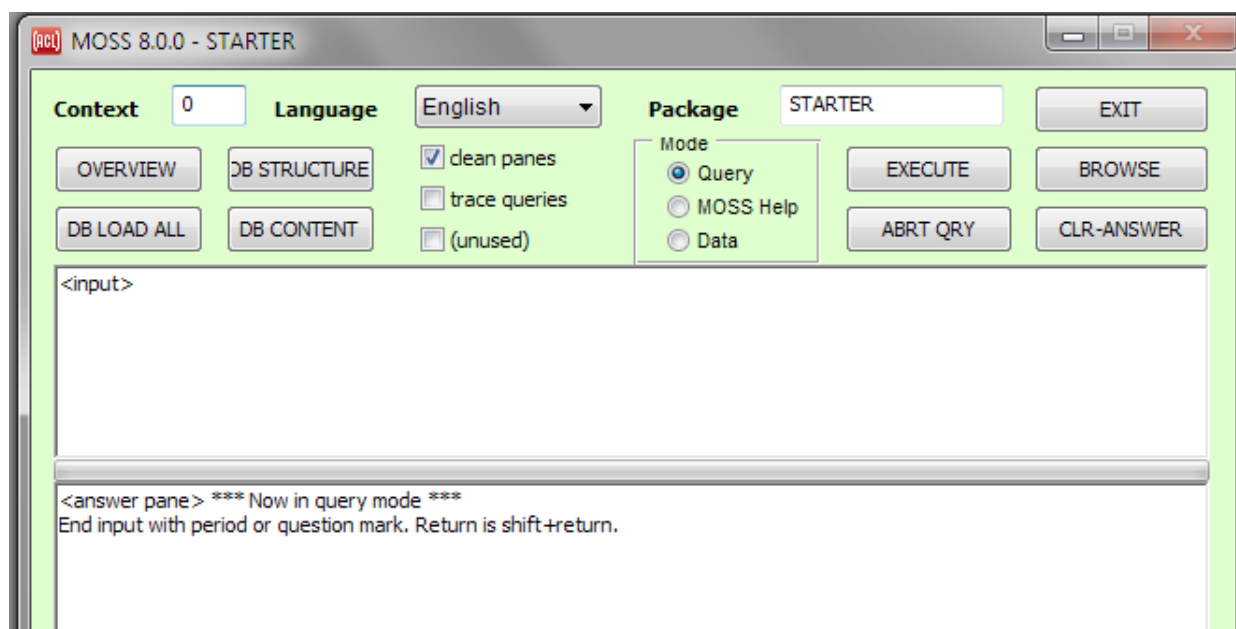 (ACL) MOSS 8.0.0 - STARTER
Context 0 Language English Package STARTER EXIT
OVERVIEW DB STRUCTURE clean panes Mode Query EXECUTE BROWSE
trace queries MOSS Help
DB LOAD ALL DB CONTENT (unused) Data ABRT QRY CLR-ANSWER
<input>
<answer pane> *** Now in query mode ***
End input with period or question mark. Return is shift+return.